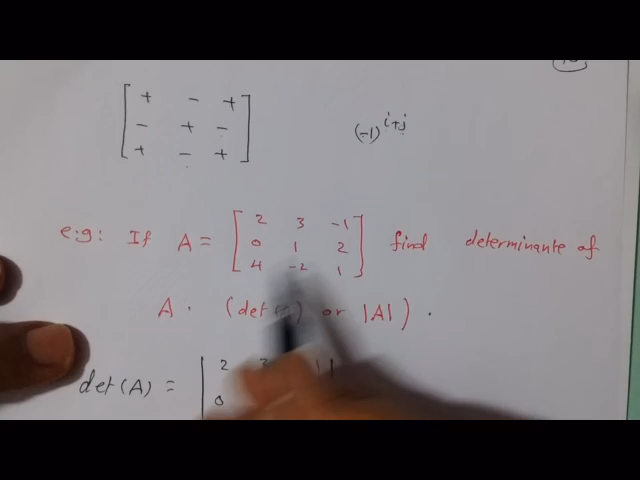 + - +
- + -
+ - +
(-1)^{i+j}
e.g: If A = [2 3 -1
0 1 2
4 -2 1] find determinante of
A. (det( ) or |A|).
det(A) = | 2 3
0